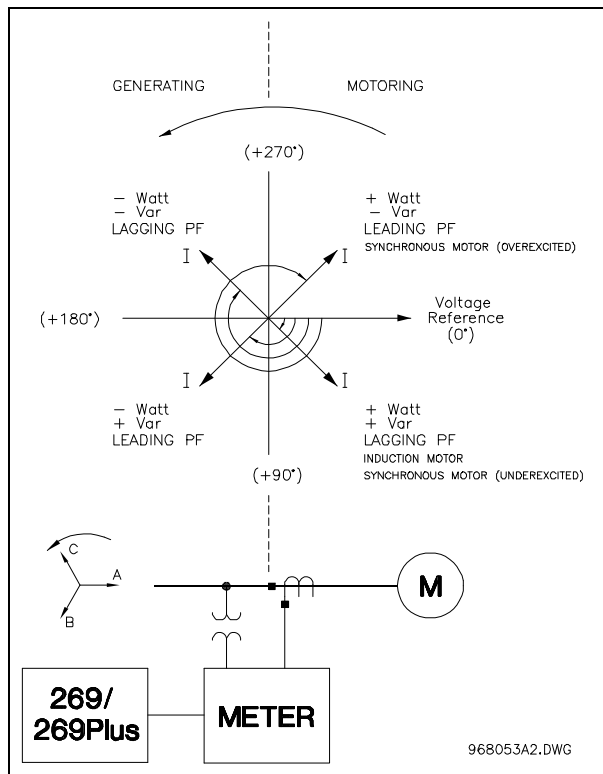 GENERATING
MOTORING
(+270°)
− Watt
− Var
LAGGING PF
I
+ Watt
− Var
LEADING PF
SYNCHRONOUS MOTOR (OVEREXCITED)
I
(+180°)
Voltage
Reference
(0°)
I
− Watt
+ Var
LEADING PF
I
+ Watt
+ Var
LAGGING PF
INDUCTION MOTOR
SYNCHRONOUS MOTOR (UNDEREXCITED)
(+90°)
C
A
B
M
269/
269Plus
METER
968053A2.DWG